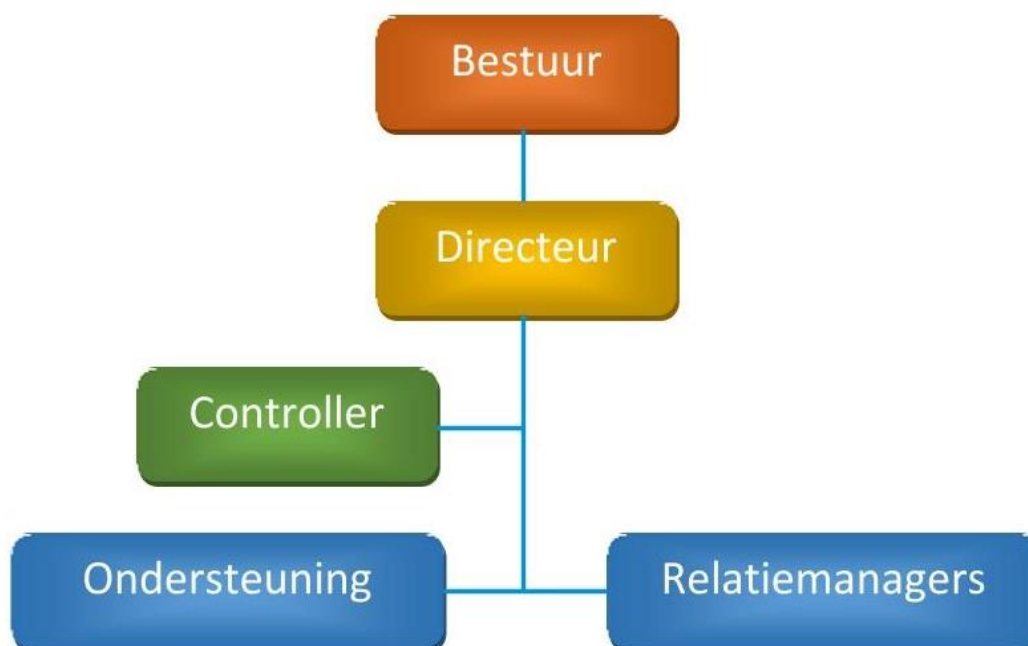 Bestuur
Directeur
Controller
Ondersteuning
Relatiemanagers